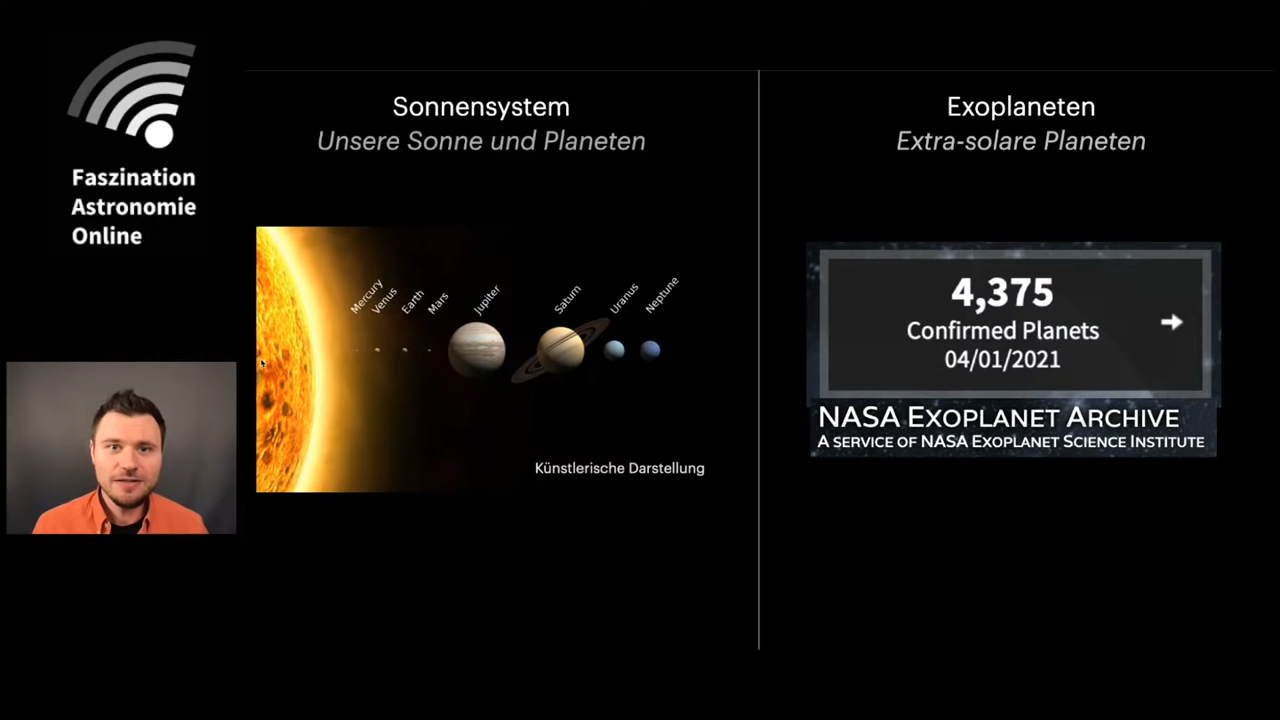 Faszination
Astronomie
Online
Sonnensystem
Unsere Sonne und Planeten
Mercury
Venus
Earth
Mars
Jupiter
Saturn
Uranus
Neptune
Künstlerische Darstellung
Exoplaneten
Extra-solare Planeten
4,375
Confirmed Planets
04/01/2021
NASA EXOPLANET ARCHIVE
A SERVICE OF NASA EXOPLANET SCIENCE INSTITUTE